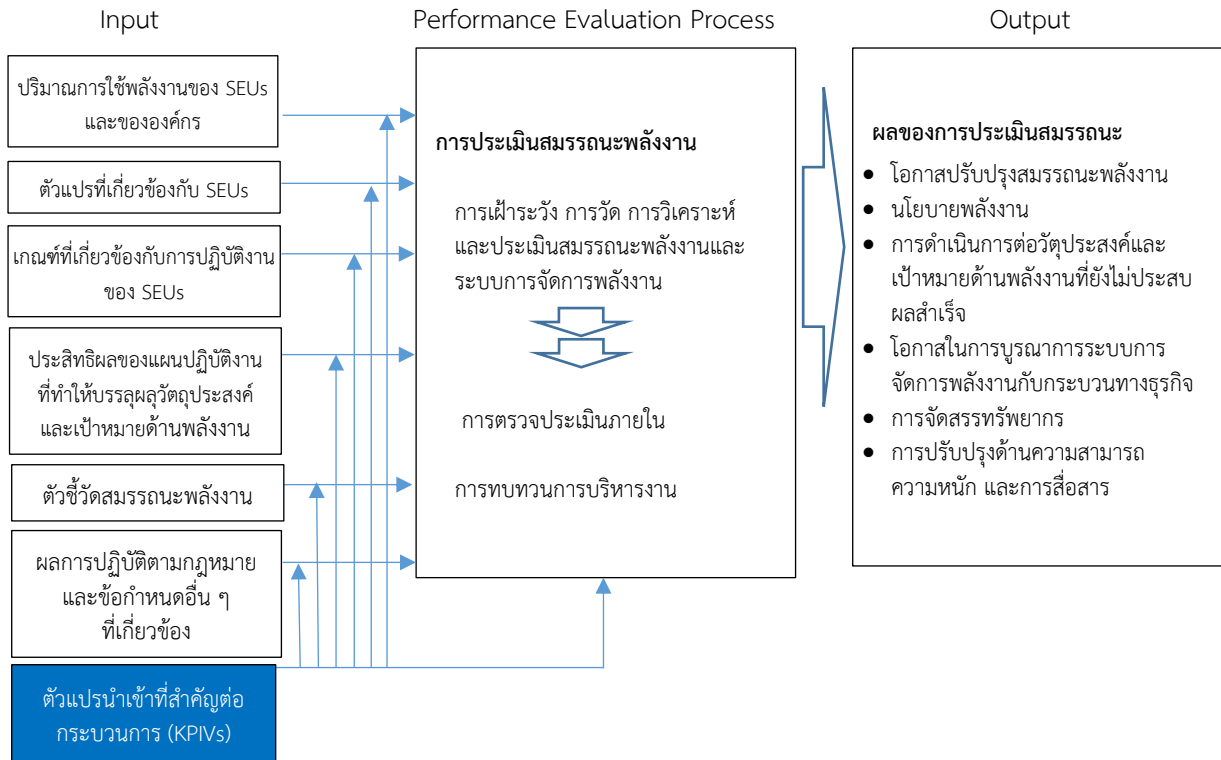 Input
Performance Evaluation Process
Output
ปริมาณการใช้พลังงานของ SEUs
และขององค์กร
ตัวแปรที่เกี่ยวข้องกับ SEUs
เกณฑ์ที่เกี่ยวข้องกับการปฏิบัติงาน
ของ SEUs
ประสิทธิผลของแผนปฏิบัติงาน
ที่ทำให้บรรลุผลุวัตถุประสงค์
และเป้าหมายด้านพลังงาน
ตัวชี้วัดสมรรถนะพลังงาน
ผลการปฏิบัติตามกฎหมาย
และข้อกำหนดอื่น ๆ
ที่เกี่ยวข้อง
ตัวแปรนำเข้าที่สำคัญต่อ
กระบวนการ (KPIVs)
การประเมินสมรรถนะพลังงาน
การเฝ้าระวัง การวัด การวิเคราะห์
และประเมินสมรรถนะพลังงานและ
ระบบการจัดการพลังงาน
การตรวจประเมินภายใน
การทบทวนการบริหารงาน
ผลของการประเมินสมรรถนะ
● โอกาสปรับปรุงสมรรถนะพลังงาน
● นโยบายพลังงาน
● การดำเนินการต่อวัตุประสงค์และ
เป้าหมายด้านพลังงานที่ยังไม่ประสบ
ผลสำเร็จ
● โอกาสในการบูรณาการระบบการ
จัดการพลังงานกับกระบวนทางธุรกิจ
● การจัดสรรทรัพยากร
● การปรับปรุงด้านความสามารถ
ความหนัก และการสื่อสาร